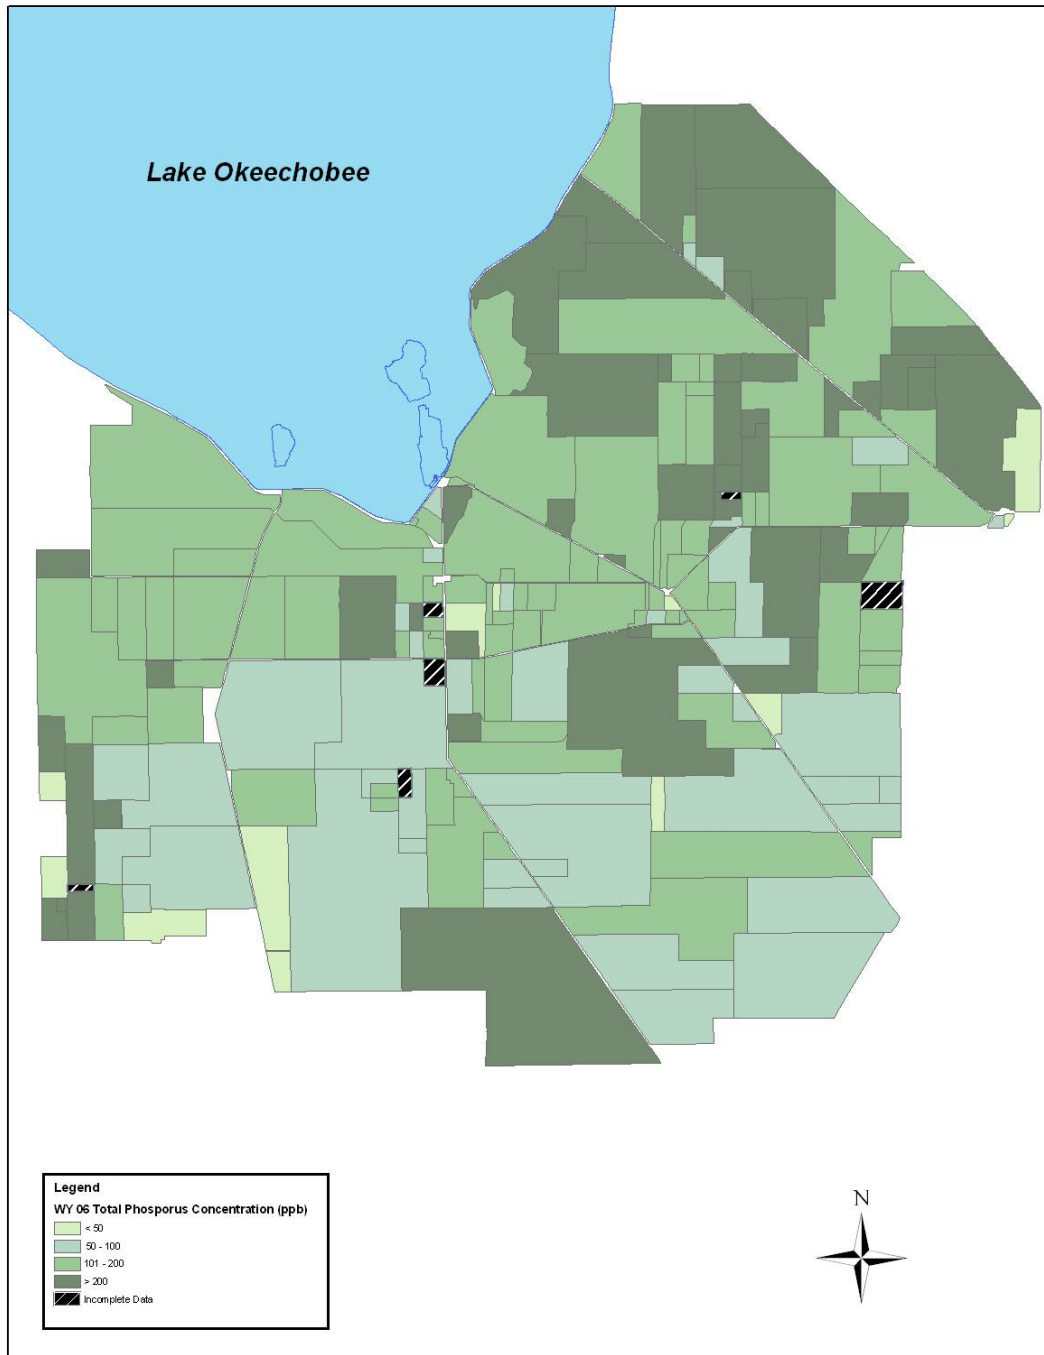 Lake Okeechobee
Legend
WY 06 Total Phosporus Concentration (ppb)
< 50
50 - 100
101 - 200
> 200
Incomplete Data
N